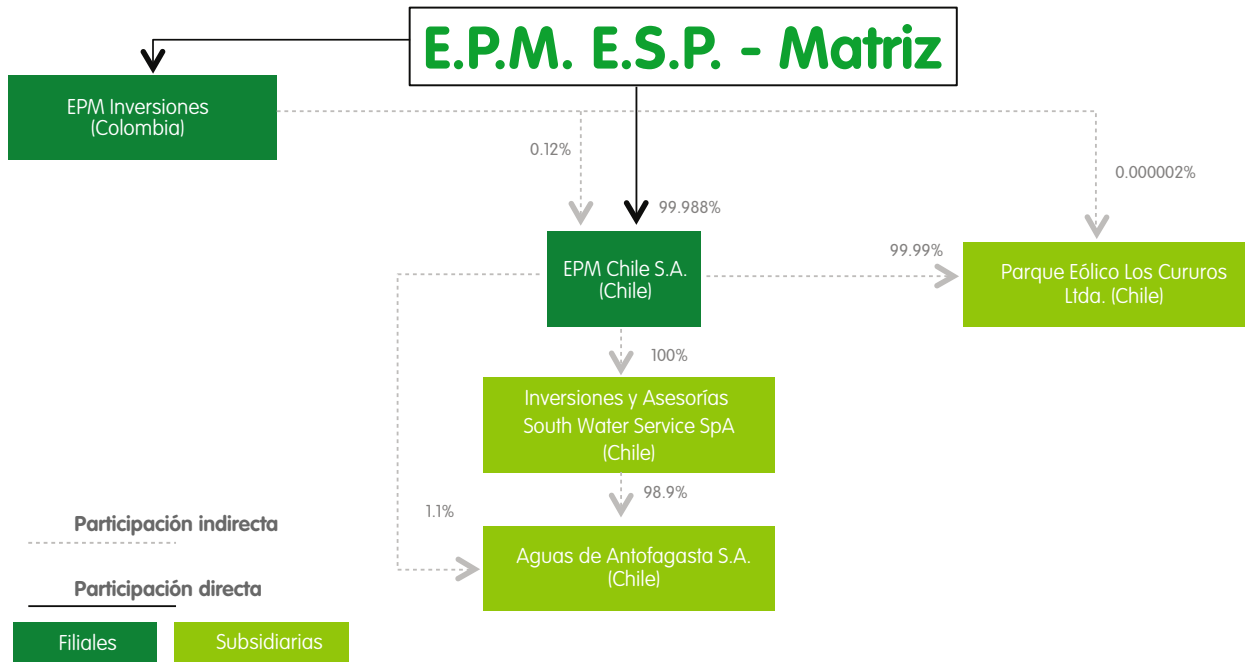 E.P.M. E.S.P. - Matriz
EPM Inversiones
(Colombia)
0.12%
0.000002%
99.988%
EPM Chile S.A.
(Chile)
99.99%
Parque Eólico Los Cururos
Ltda. (Chile)
100%
Inversiones y Asesorías
South Water Service SpA
(Chile)
98.9%
1.1%
Aguas de Antofagasta S.A.
(Chile)
Participación indirecta
Participación directa
Filiales
Subsidiarias